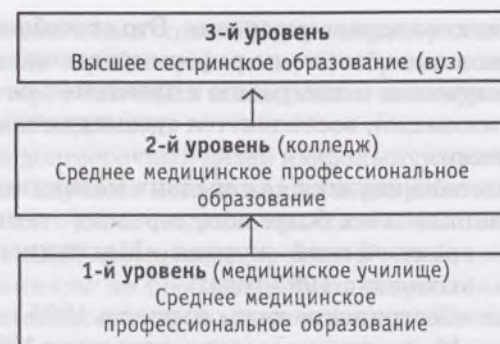 3-й уровень
Высшее сестринское образование (вуз)
2-й уровень (колледж)
Среднее медицинское профессиональное
образование
1-й уровень (медицинское училище)
Среднее медицинское
профессиональное образование